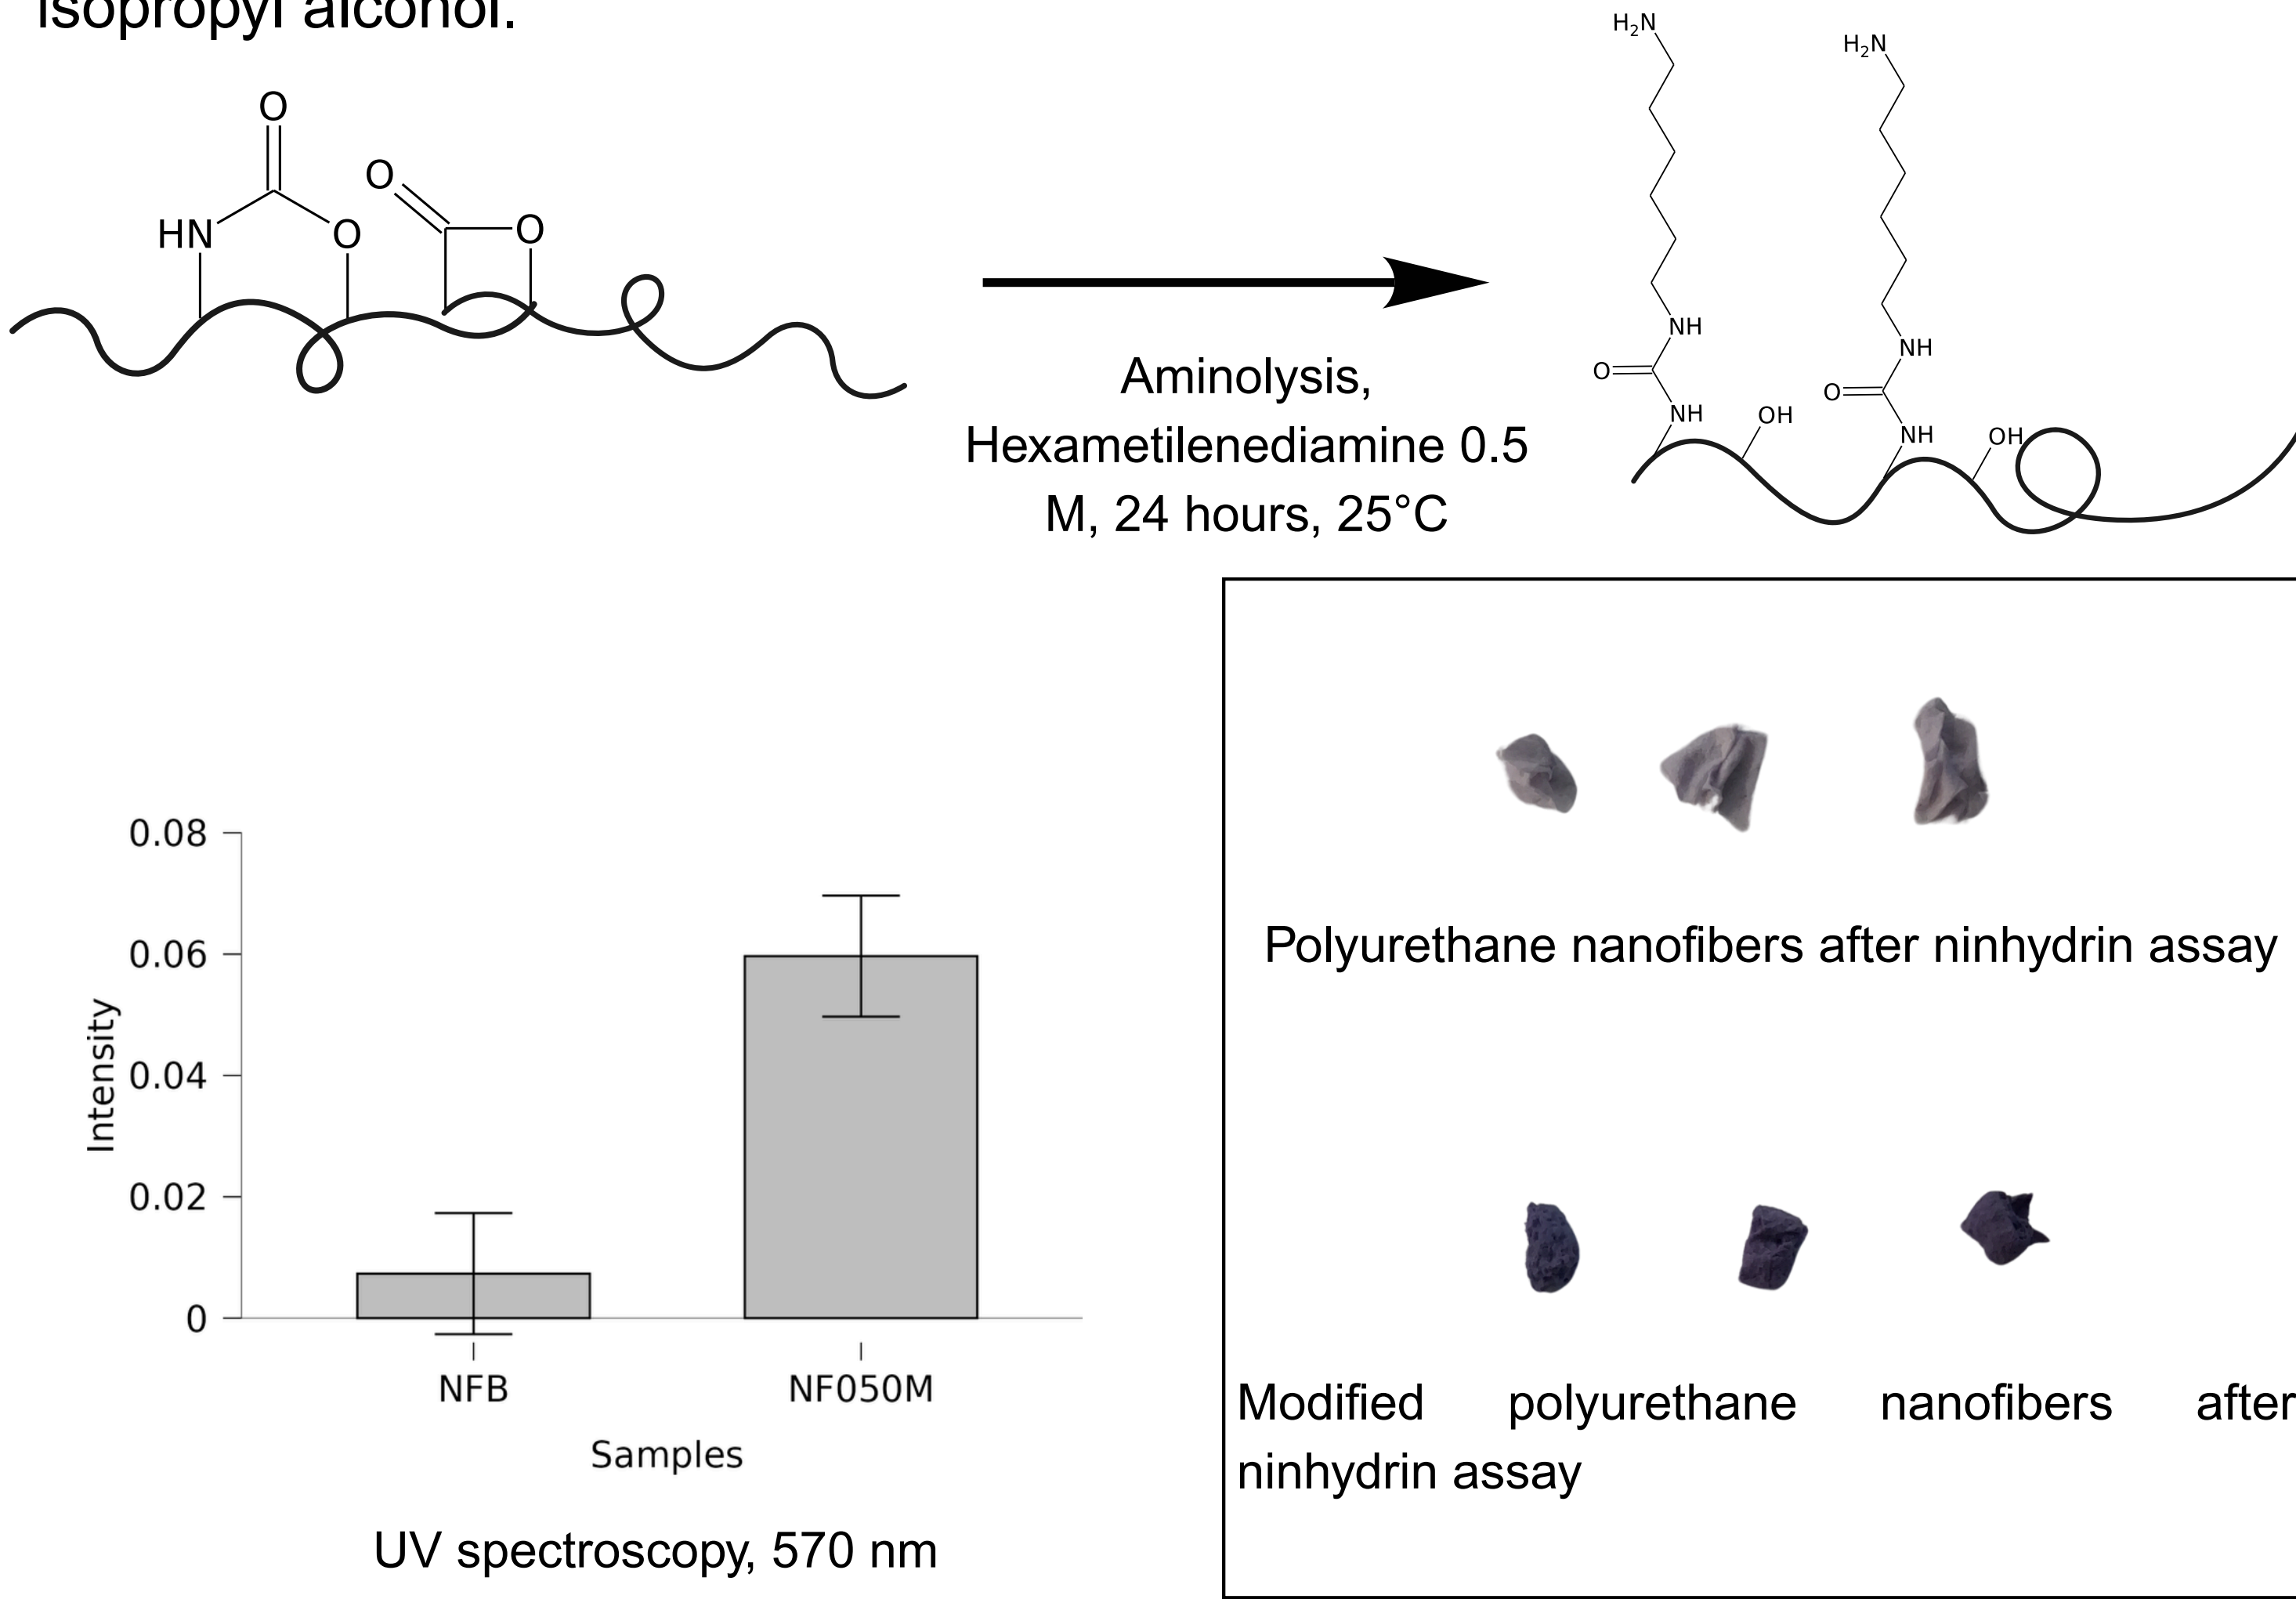 isopropyl alcohol.
H2N
H2N
O
O
HN
O
O
NH
NH
O
O
NH
OH
NH
OH
Aminolysis,
Hexametilenediamine 0.5
M, 24 hours, 25°C
0.08
0.06
0.04
0.02
0
Intensity
NFB
NF050M
Samples
UV spectroscopy, 570 nm
Polyurethane nanofibers after ninhydrin assay
Modified polyurethane nanofibers after
ninhydrin assay